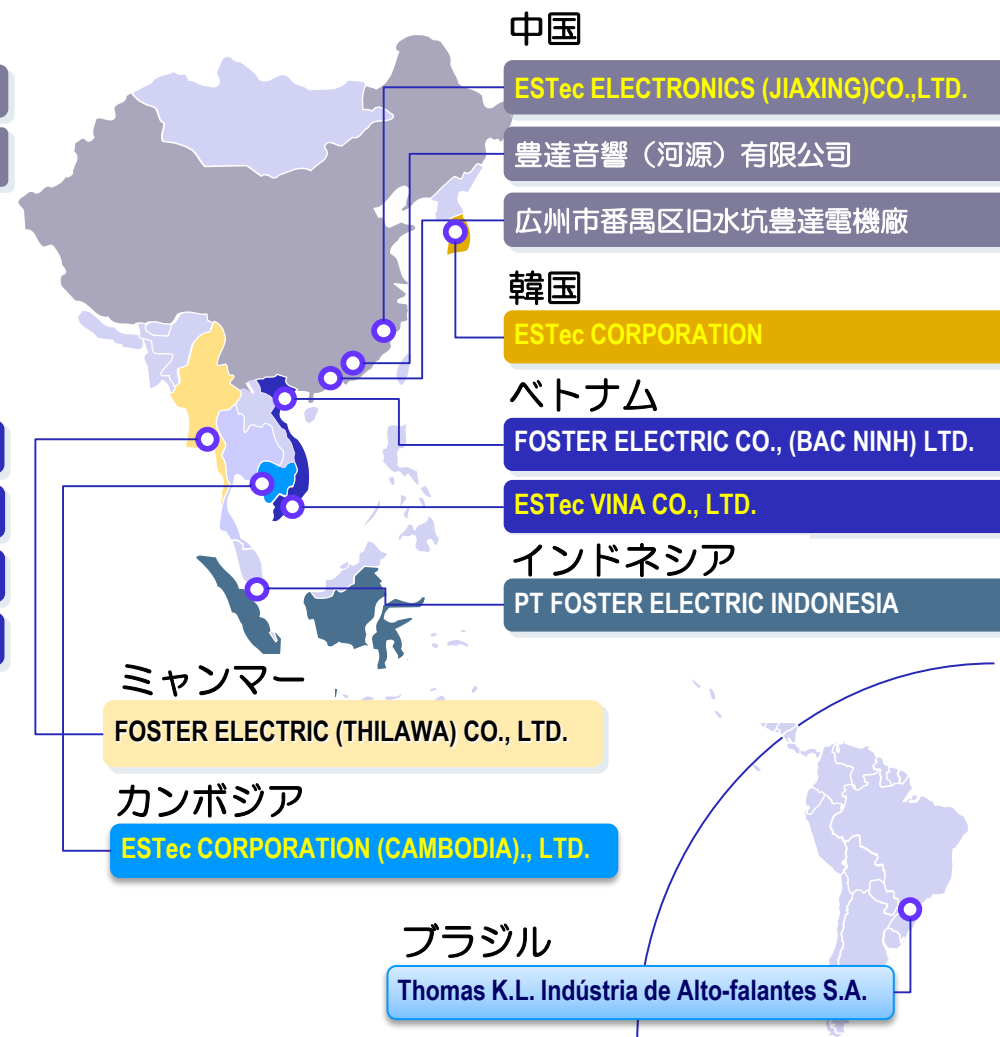 中国
ESTec ELECTRONICS (JIAXING)CO.,LTD.
豊達音響（河源）有限公司
広州市番禺区旧水坑豊達電機廠
韓国
ESTec CORPORATION
ベトナム
FOSTER ELECTRIC CO., (BAC NINH) LTD.
ESTec VINA CO., LTD.
インドネシア
PT FOSTER ELECTRIC INDONESIA
ミャンマー
FOSTER ELECTRIC (THILAWA) CO., LTD.
カンボジア
ESTec CORPORATION (CAMBODIA)., LTD.
ブラジル
Thomas K.L. Indústria de Alto-falantes S.A.